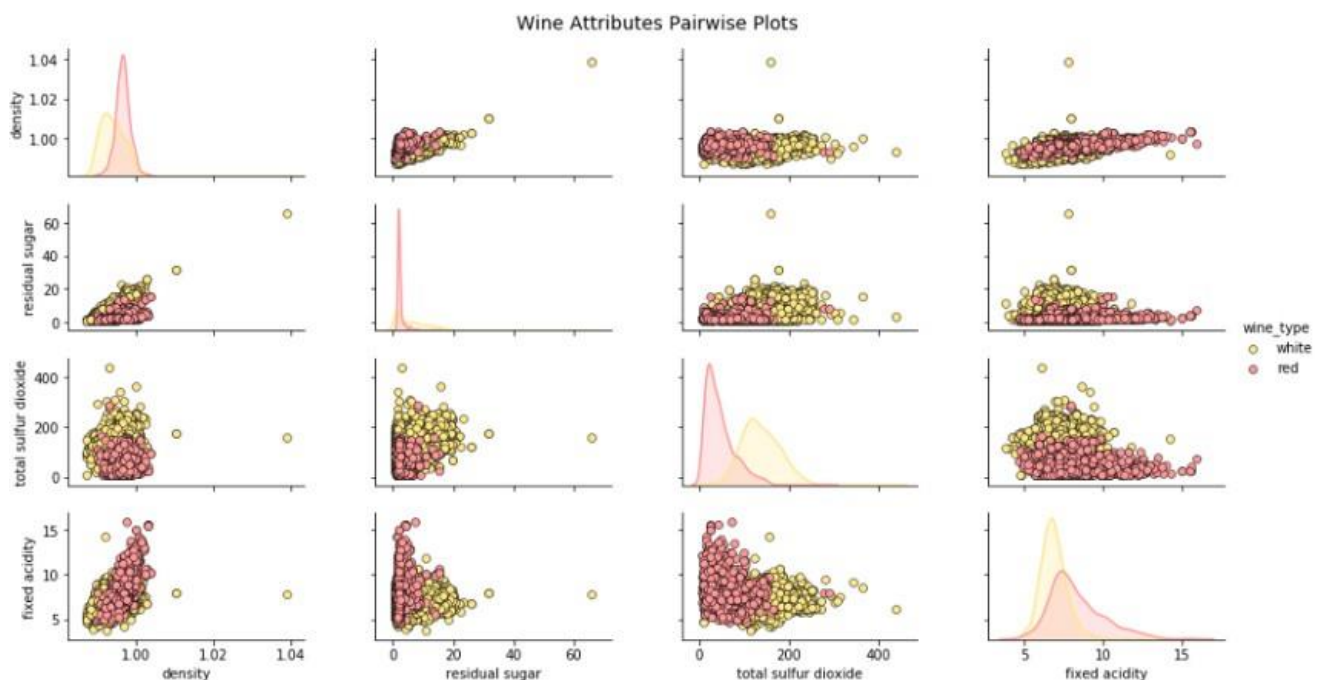 Wine Attributes Pairwise Plots
1.04
1.02
1.00
density
60
40
20
0
residual sugar
wine_type
white
red
400
200
0
total sulfur dioxide
15
10
5
fixed acidity
1.00 1.02 1.04
density
0 20 40 60
residual sugar
0 200 400
total sulfur dioxide
5 10 15
fixed acidity